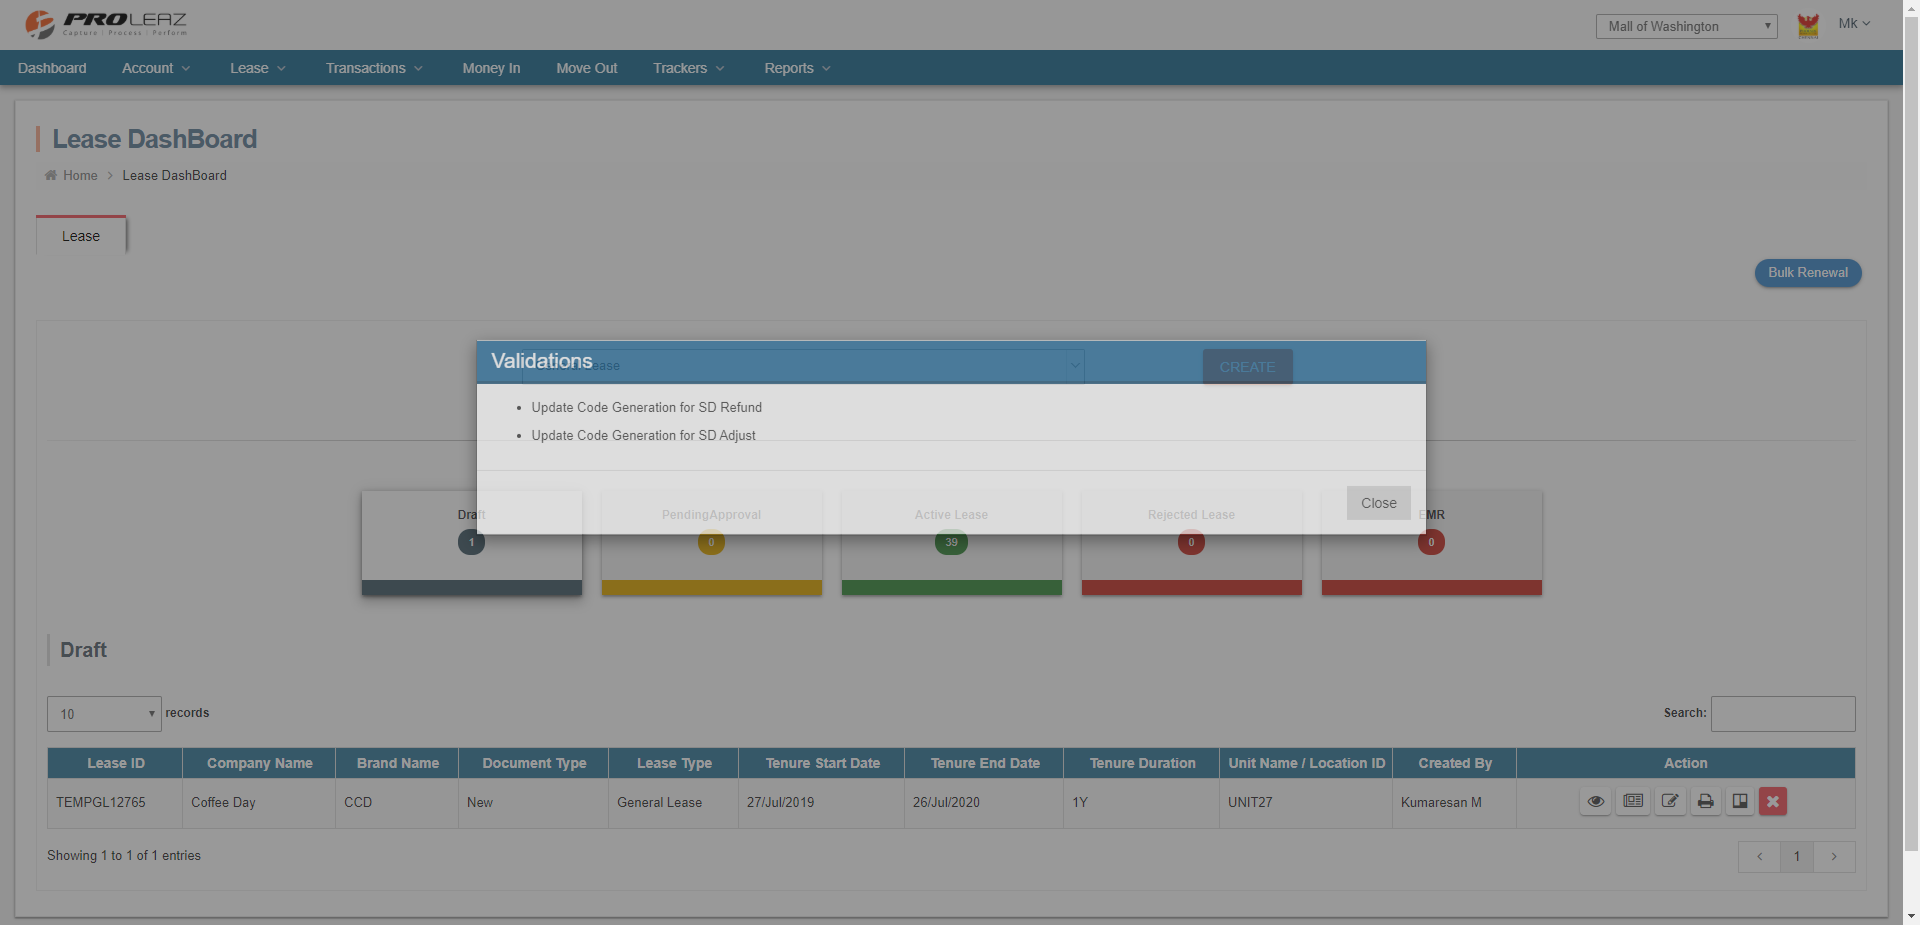 PROLEAZ
Capture | Process | Perform
Mall of Washington
Mk
Dashboard Account Lease Transactions Money In Move Out Trackers Reports
Lease DashBoard
Home > Lease DashBoard
Lease
Bulk Renewal
Validations
Lease
CREATE
Update Code Generation for SD Refund
Update Code Generation for SD Adjust
Close
Draft PendingApproval Active Lease Rejected Lease EMR
1 0 39 0 0
Draft
10 records
Search:
Lease ID Company Name Brand Name Document Type Lease Type Tenure Start Date Tenure End Date Tenure Duration Unit Name / Location ID Created By Action
TEMPGL12765 Coffee Day CCD New General Lease 27/Jul/2019 26/Jul/2020 1Y UNIT27 Kumaresan M
Showing 1 to 1 of 1 entries
< 1 >